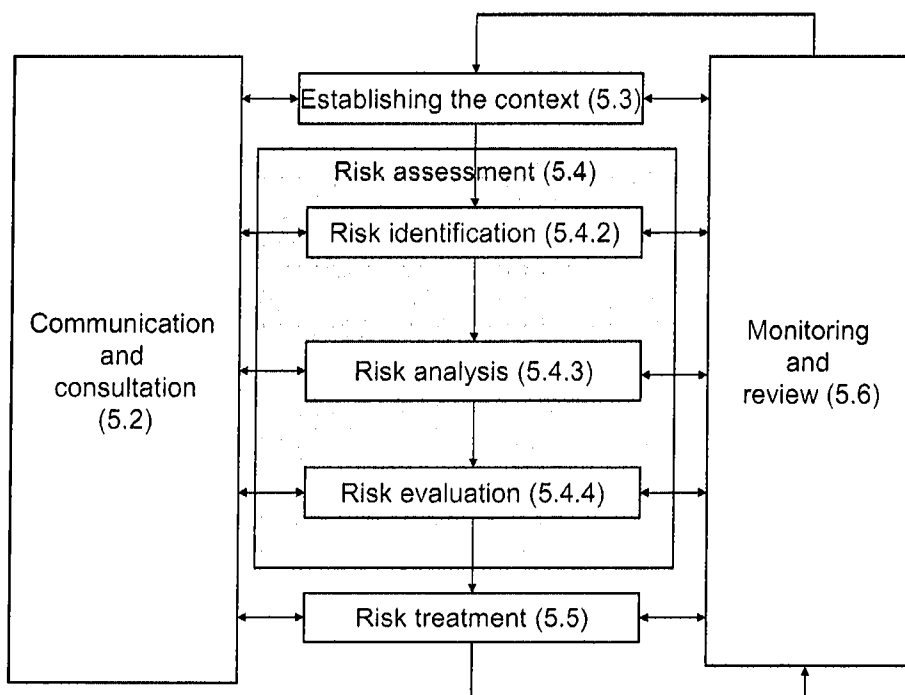 Establishing the context (5.3)
Risk assessment (5.4)
Risk identification (5.4.2)
Communication
and
consultation
(5.2)
Risk analysis (5.4.3)
Monitoring
and
review (5.6)
Risk evaluation (5.4.4)
Risk treatment (5.5)